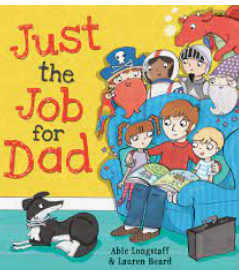 Just
the
Job
for
Dad
Abie Longstaff
& Lauren Beard